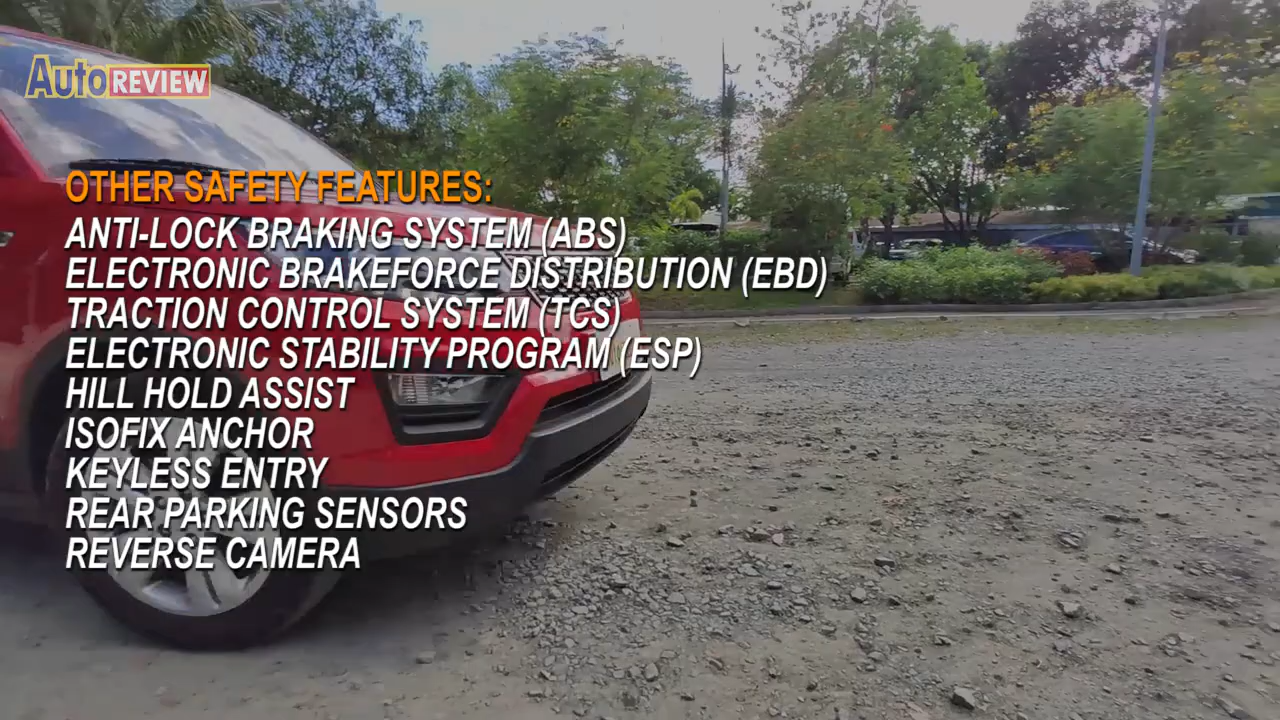 AutoREVIEW
OTHER SAFETY FEATURES:
ANTI-LOCK BRAKING SYSTEM (ABS)
ELECTRONIC BRAKEFORCE DISTRIBUTION (EBD)
TRACTION CONTROL SYSTEM (TCS)
ELECTRONIC STABILITY PROGRAM (ESP)
HILL HOLD ASSIST
ISOFIX ANCHOR
KEYLESS ENTRY
REAR PARKING SENSORS
REVERSE CAMERA